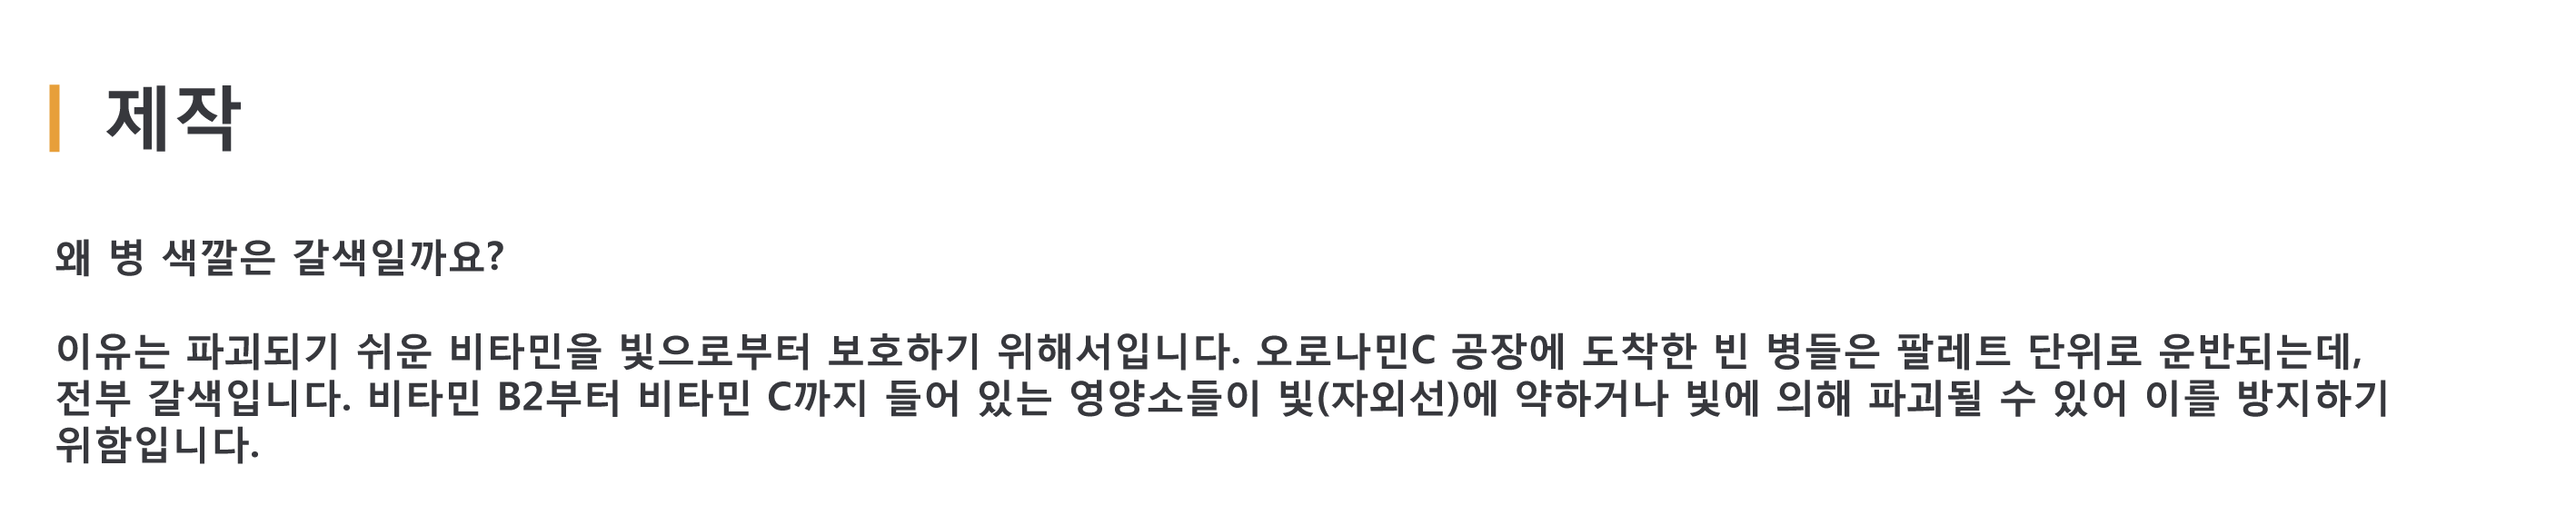 제작
왜 병 색깔은 갈색일까요?
이유는 파괴되기 쉬운 비타민을 빛으로부터 보호하기 위해서입니다. 오로나민C 공장에 도착한 빈 병들은 팔레트 단위로 운반되는데,
전부 갈색입니다. 비타민 B2부터 비타민 C까지 들어 있는 영양소들이 빛(자외선)에 약하거나 빛에 의해 파괴될 수 있어 이를 방지하기
위함입니다.